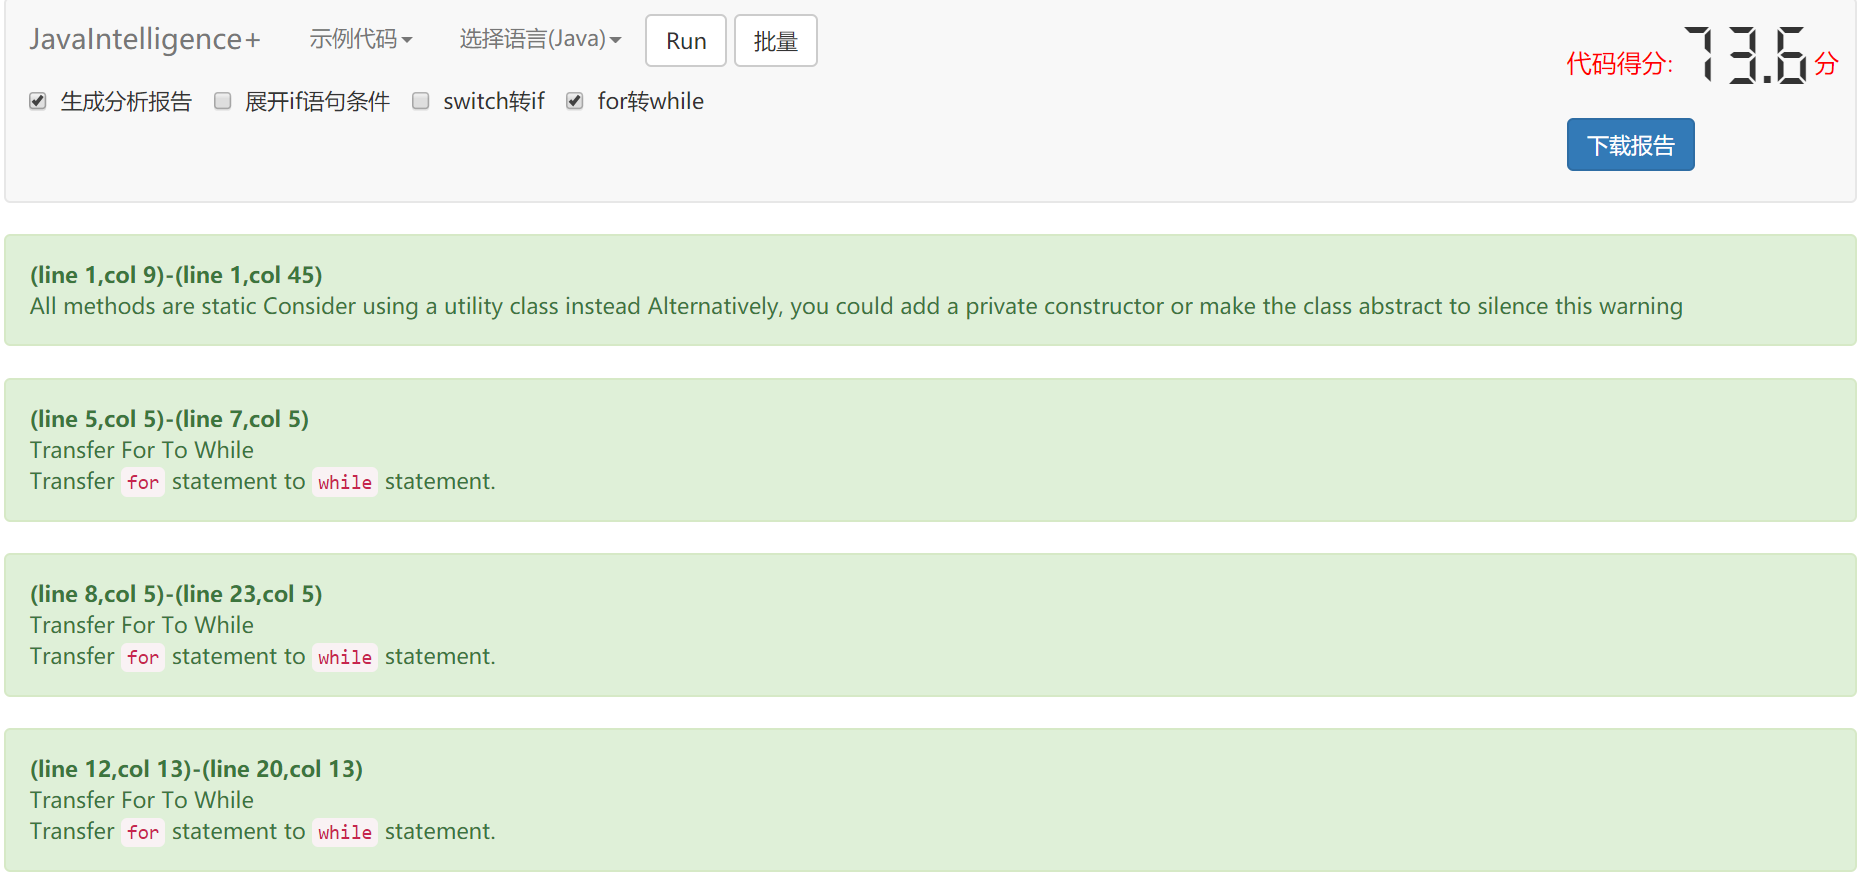 JavaIntelligence+ 示例代码 选择语言(Java) Run 批量
代码得分: 73.6 分
生成分析报告 展开if语句条件 switch转if for转while
下载报告
(line 1,col 9)-(line 1,col 45)
All methods are static Consider using a utility class instead Alternatively, you could add a private constructor or make the class abstract to silence this warning
(line 5,col 5)-(line 7,col 5)
Transfer For To While
Transfer for statement to while statement.
(line 8,col 5)-(line 23,col 5)
Transfer For To While
Transfer for statement to while statement.
(line 12,col 13)-(line 20,col 13)
Transfer For To While
Transfer for statement to while statement.